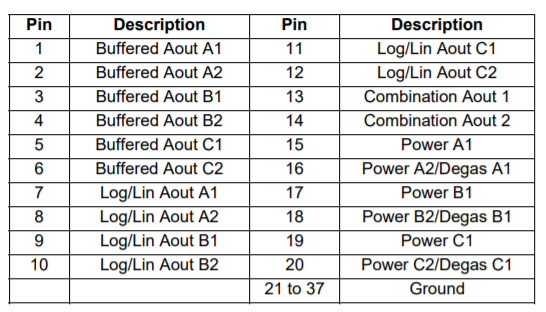 Pin Description Pin Description
1 Buffered Aout A1 11 Log/Lin Aout C1
2 Buffered Aout A2 12 Log/Lin Aout C2
3 Buffered Aout B1 13 Combination Aout 1
4 Buffered Aout B2 14 Combination Aout 2
5 Buffered Aout C1 15 Power A1
6 Buffered Aout C2 16 Power A2/Degas A1
7 Log/Lin Aout A1 17 Power B1
8 Log/Lin Aout A2 18 Power B2/Degas B1
9 Log/Lin Aout B1 19 Power C1
10 Log/Lin Aout B2 20 Power C2/Degas C1
21 to 37 Ground